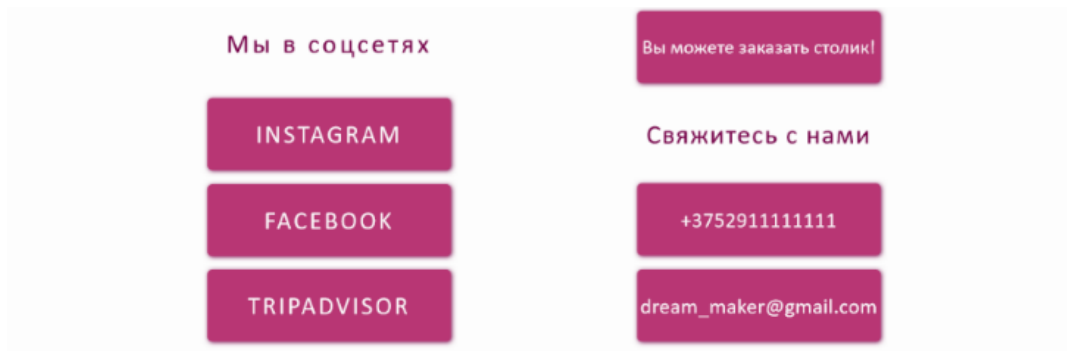 Мы в соцсетях
INSTAGRAM
FACEBOOK
TRIPADVISOR
Вы можете заказать столик!
Свяжитесь с нами
+3752911111111
dream_maker@gmail.com